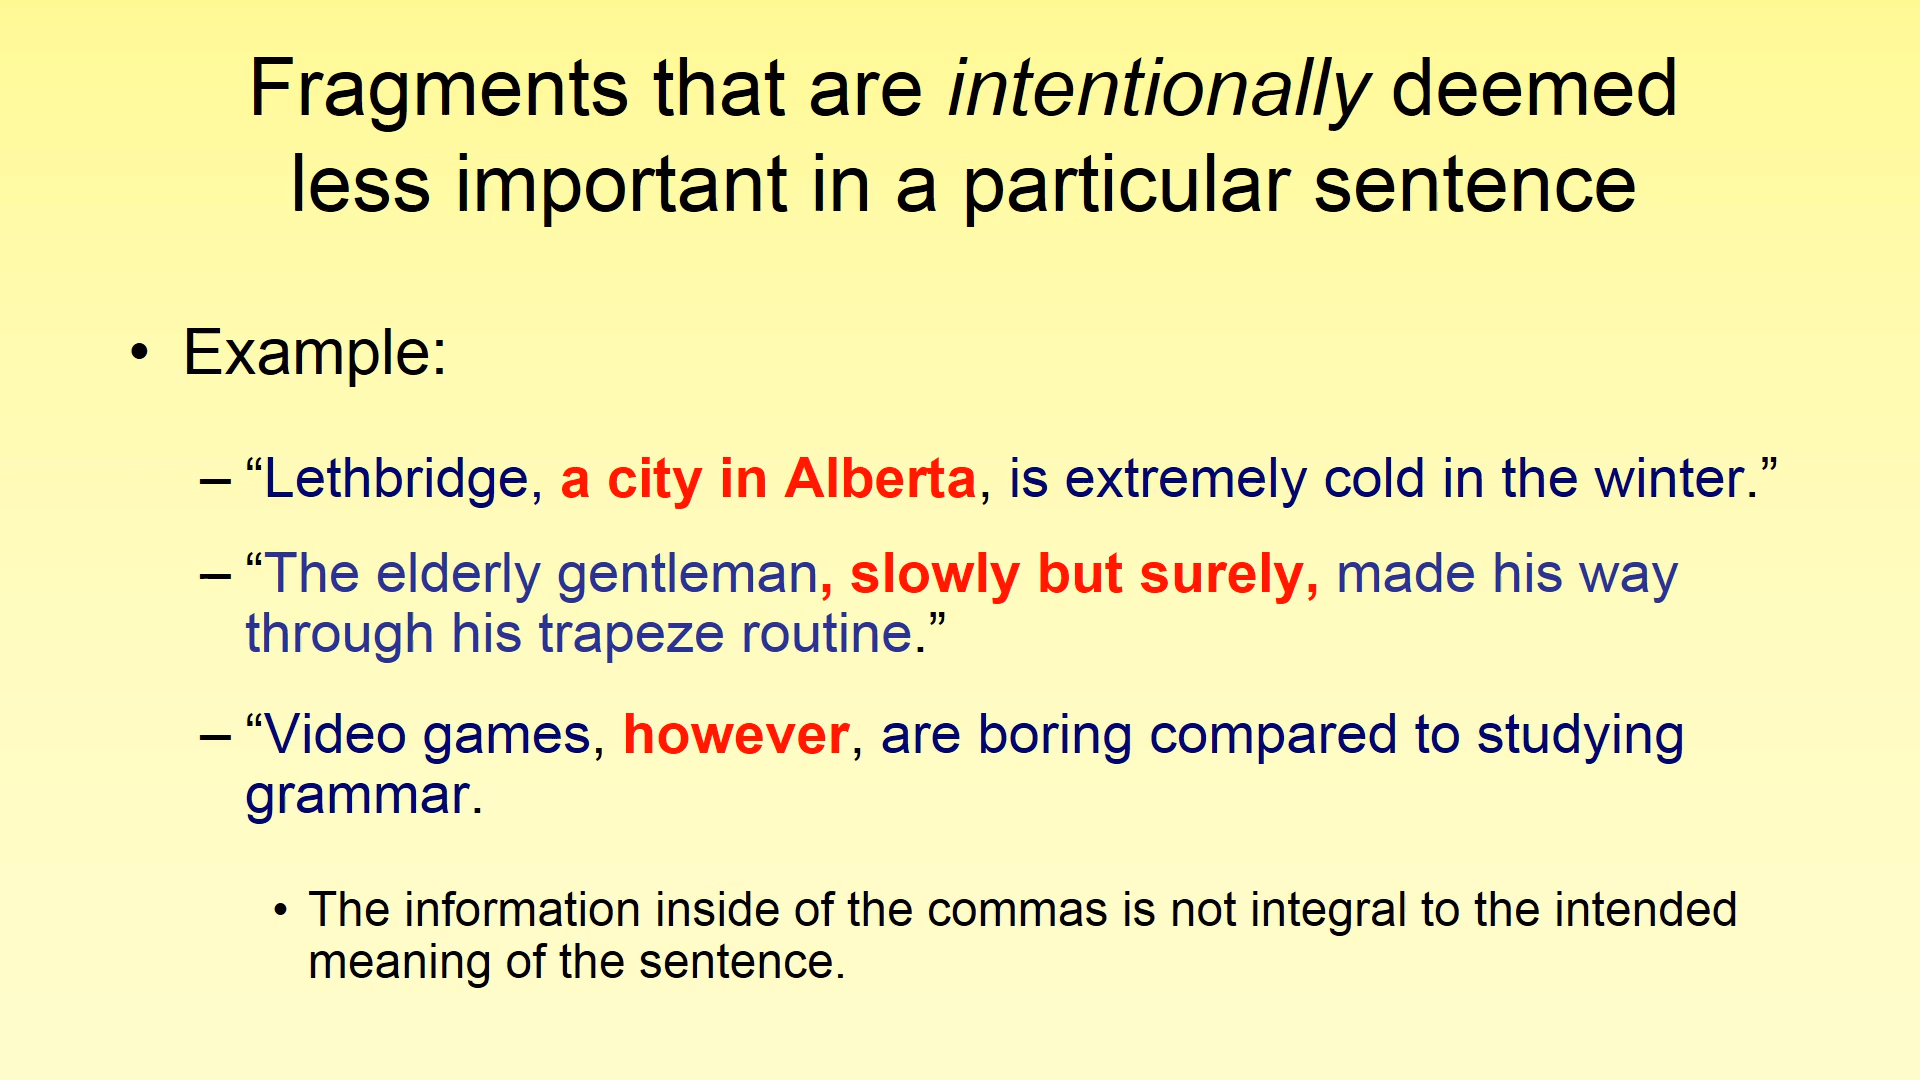 Fragments that are intentionally deemed
less important in a particular sentence
• Example:
– “Lethbridge, a city in Alberta, is extremely cold in the winter.”
– “The elderly gentleman, slowly but surely, made his way
through his trapeze routine.”
– “Video games, however, are boring compared to studying
grammar.
• The information inside of the commas is not integral to the intended
meaning of the sentence.